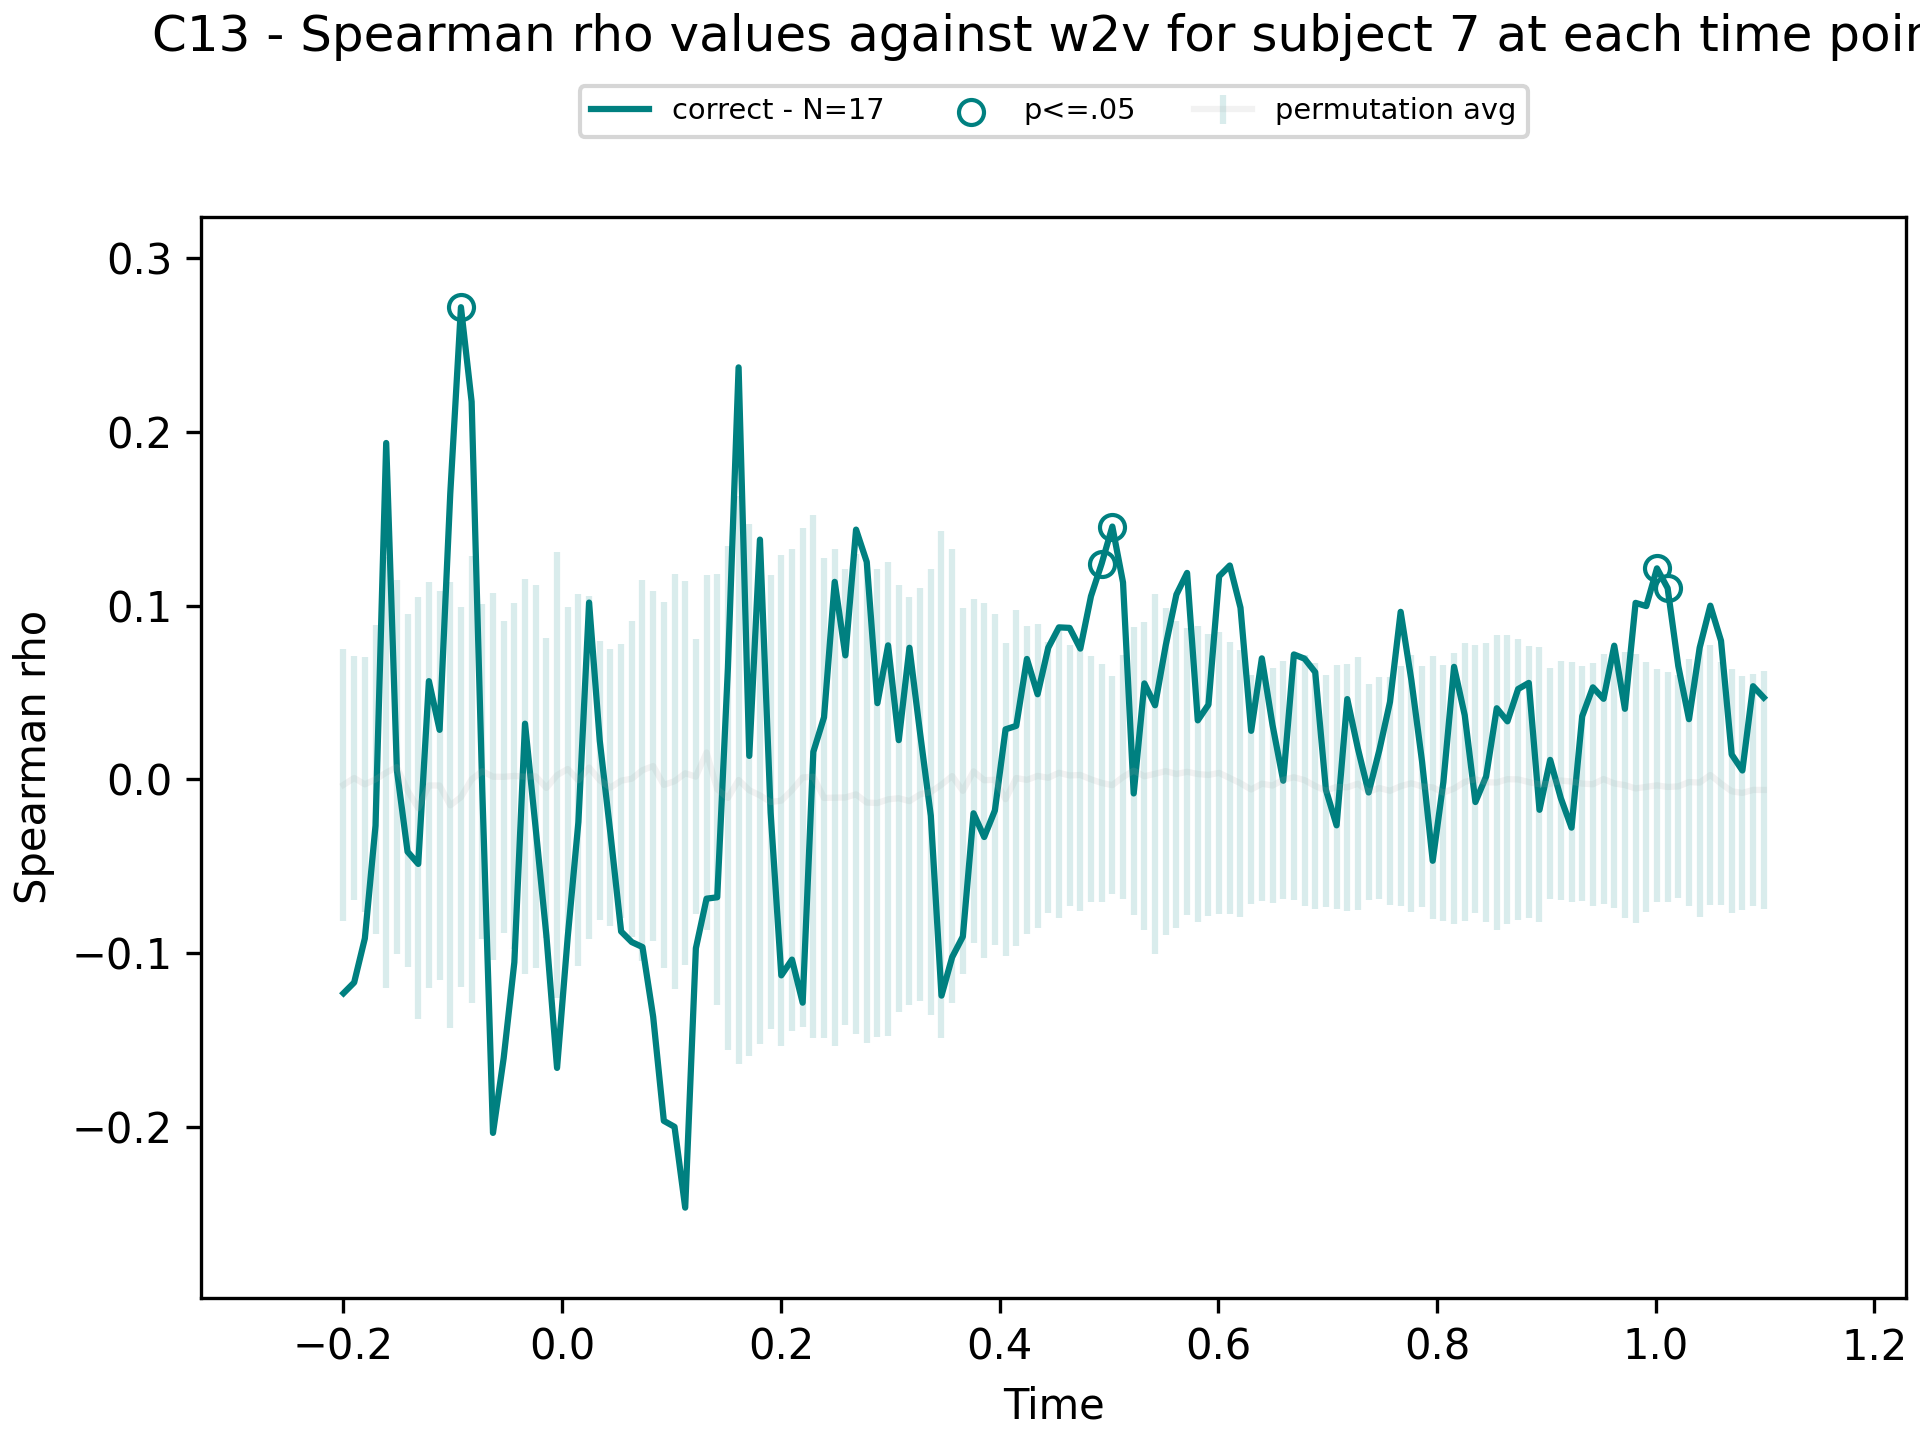 C13 - Spearman rho values against w2v for subject 7 at each time poin
correct - N=17
p<=.05
permutation avg
0.3
0.2
0.1
0.0
−0.1
−0.2
Spearman rho
−0.2
0.0
0.2
0.4
0.6
0.8
1.0
1.2
Time